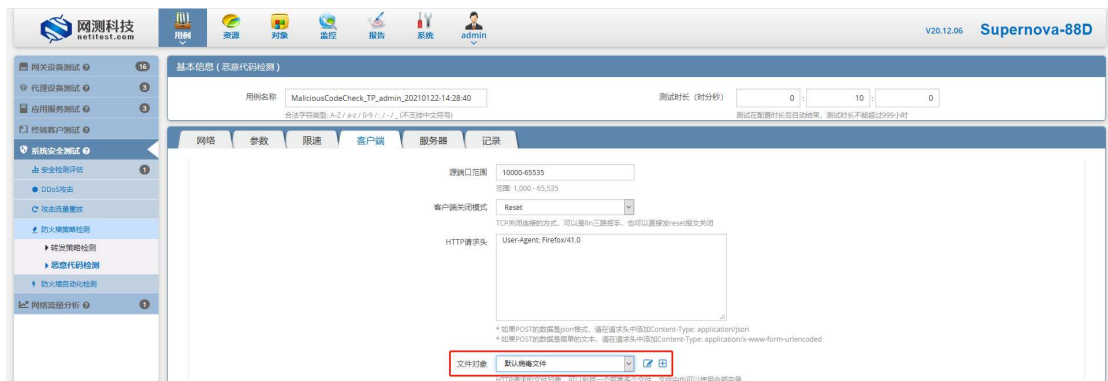 网测科技
netitest.com
用例
资源
对象
监控
报告
系统
admin
V20.12.06
Supernova-88D
网关设备测试
16
代理设备测试
3
应用服务测试
3
终端客户测试
系统安全测试
安全检测评估
DDoS攻击
攻击流量重放
防火墙策略检测
转发策略检测
恶意代码检测
防火墙自动化检测
网络流量分析
1
基本信息 (恶意代码检测)
用例名称
MaliciousCodeCheck_TP_admin_20210122-14:28:40
合法字符类型: A-Z / a-z / 0-9 / : / - / _ (不支持中文符号)
测试时长 (时分秒)
0 : 10 : 0
测试在配置时长后自动结束, 测试时长不能超过999小时
网络 参数 限速 客户端 服务器 记录
源端口范围 10000-65535
范围: 1,000 - 65,535
客户端关闭模式 Reset
TCP关闭连接的方式, 可以是fin三路挥手, 也可以直接发reset报文关闭
HTTP请求头 User-Agent: Firefox/41.0
* 如果POST的数据是json格式, 请在请求头中添加Content-Type: application/json
* 如果POST的数据是简单的文本, 请在请求头中添加Content-Type: application/x-www-form-urlencoded
文件对象 默认病毒文件